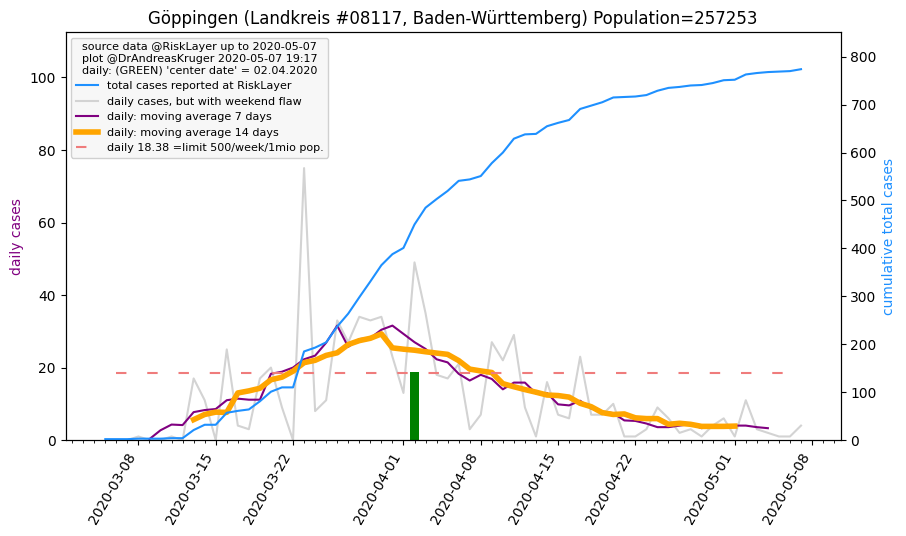 Göppingen (Landkreis #08117, Baden-Württemberg) Population=257253
source data @RiskLayer up to 2020-05-07
plot @DrAndreasKruger 2020-05-07 19:17
daily: (GREEN) 'center date' = 02.04.2020
total cases reported at RiskLayer
daily cases, but with weekend flaw
daily: moving average 7 days
daily: moving average 14 days
daily 18.38 =limit 500/week/1mio pop.
daily cases
100
80
60
40
20
0
cumulative total cases
800
700
600
500
400
300
200
100
0
2020-03-08
2020-03-15
2020-03-22
2020-04-01
2020-04-08
2020-04-15
2020-04-22
2020-05-01
2020-05-08